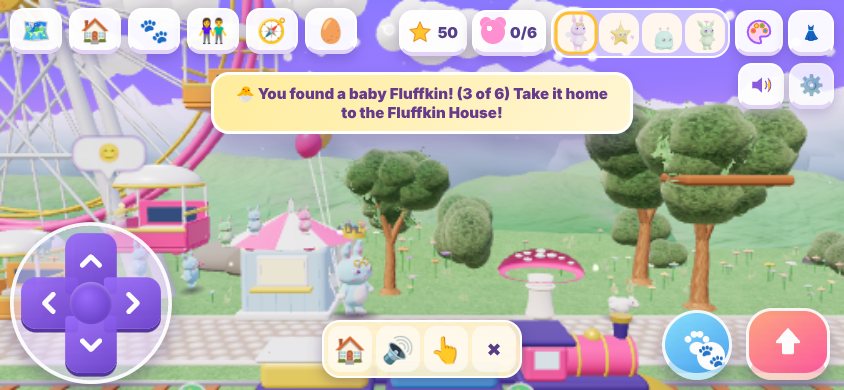 50
0/6
🐣 You found a baby Fluffkin! (3 of 6) Take it home
to the Fluffkin House!